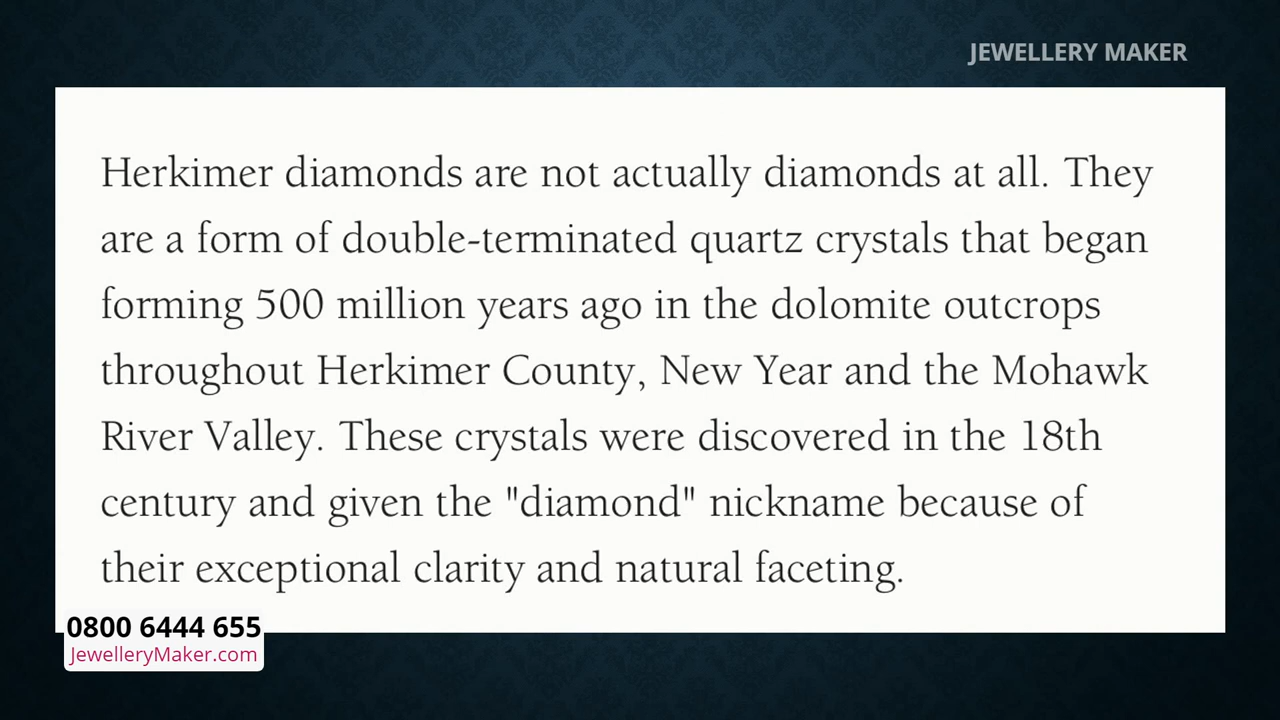 JEWELLERY MAKER
Herkimer diamonds are not actually diamonds at all. They
are a form of double-terminated quartz crystals that began
forming 500 million years ago in the dolomite outcrops
throughout Herkimer County, New Year and the Mohawk
River Valley. These crystals were discovered in the 18th
century and given the "diamond" nickname because of
their exceptional clarity and natural faceting.
0800 6444 655
JewelleryMaker.com